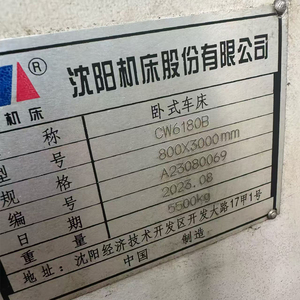 ® 沈阳机床股份有限公司
机床
称 卧式车床
型号 CW6180B
规格 800X3000mm
编号 A23080069
日期 2023.08
重量 5500kg
地址：沈阳经济技术开发区开发大路17甲1号
中国 制造